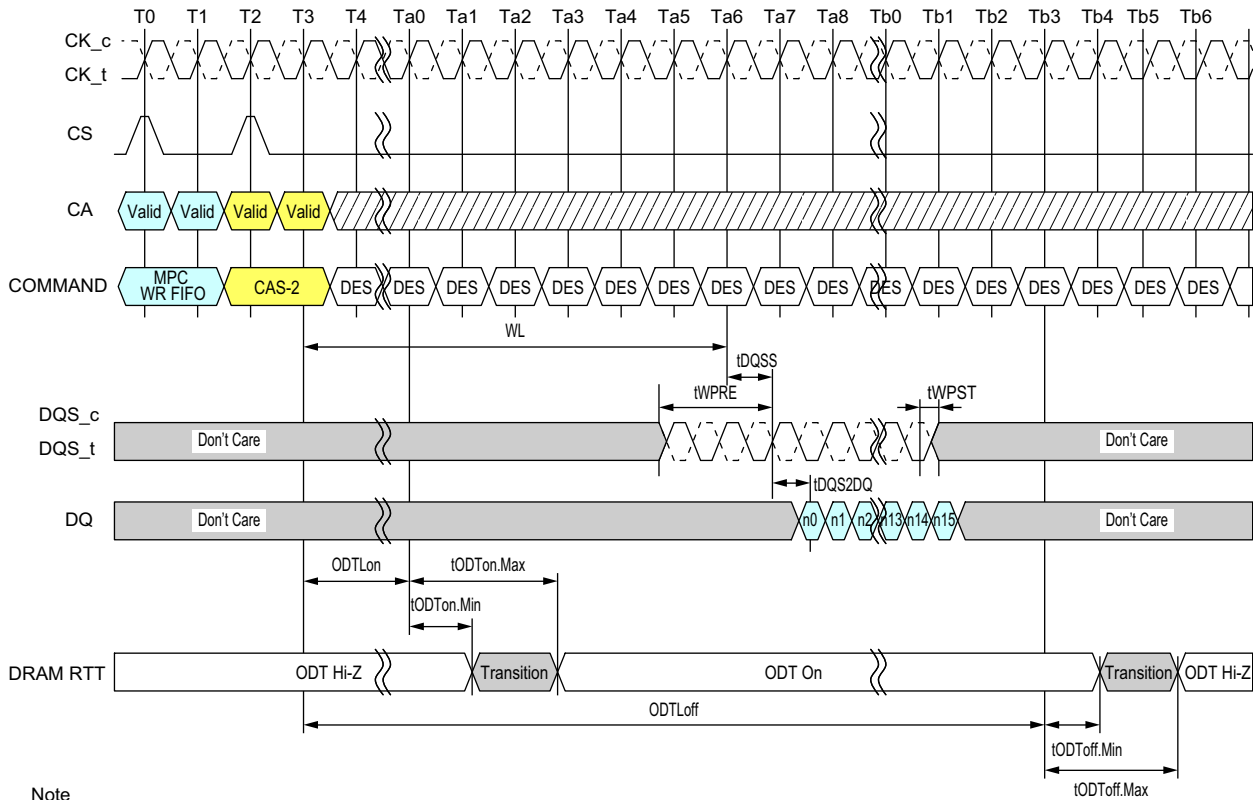 T0 T1 T2 T3 T4 Ta0 Ta1 Ta2 Ta3 Ta4 Ta5 Ta6 Ta7 Ta8 Tb0 Tb1 Tb2 Tb3 Tb4 Tb5 Tb6
CK_c
CK_t
CS
CA Valid Valid Valid Valid
COMMAND MPC WR FIFO CAS-2 DES DES DES DES DES DES DES DES DES DES DES DES DES DES DES DES DES
WL
tDQSS
tWPRE tWPST
DQS_c
DQS_t Don't Care Don't Care
tDQS2DQ
DQ Don't Care n0 n1 n2 n13 n14 n15 Don't Care
ODTLon tODTon.Max
tODTon.Min
DRAM RTT ODT Hi-Z Transition ODT On Transition ODT Hi-Z
ODTLoff
tODToff.Min
tODToff.Max
Note